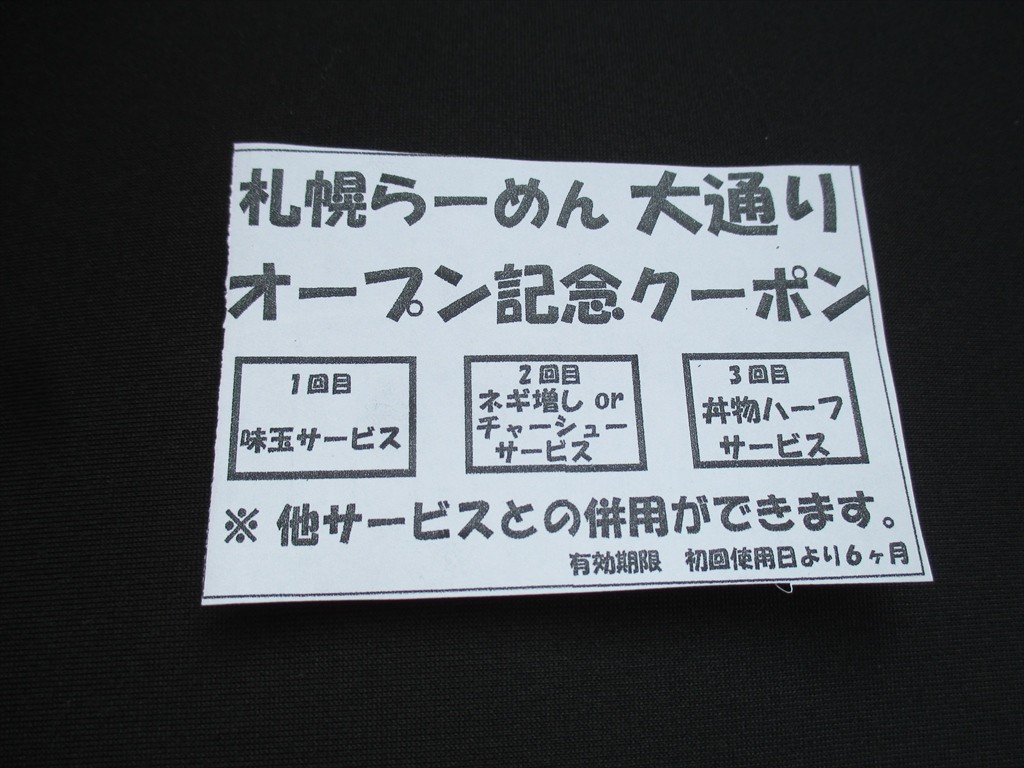 札幌らーめん 大通り
オープン記念クーポン
1回目
味玉サービス
2回目
ネギ増し or
チャーシュー
サービス
3回目
丼物ハーフ
サービス
※ 他サービスとの併用ができます。
有効期限 初回使用日より6ヶ月